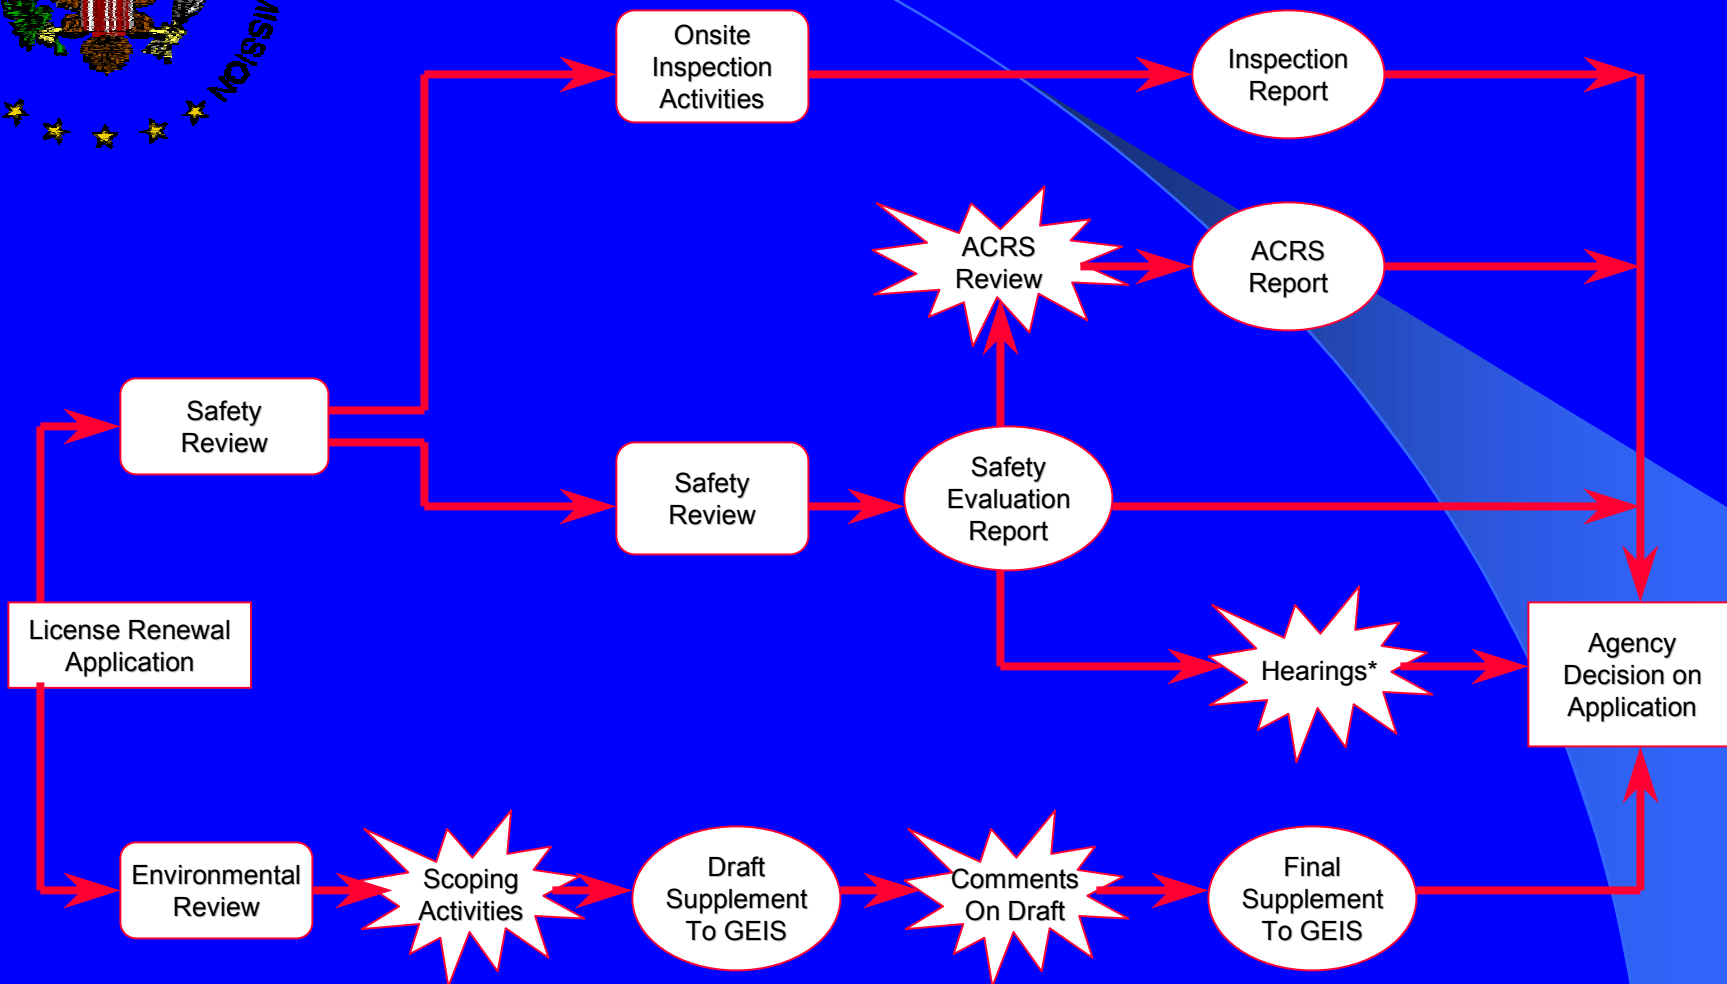 MISSION
Onsite
Inspection
Activities
Inspection
Report
ACRS
Review
ACRS
Report
Safety
Review
Safety
Review
Safety
Evaluation
Report
License Renewal
Application
Hearings*
Agency
Decision on
Application
Environmental
Review
Scoping
Activities
Draft
Supplement
To GEIS
Comments
On Draft
Final
Supplement
To GEIS